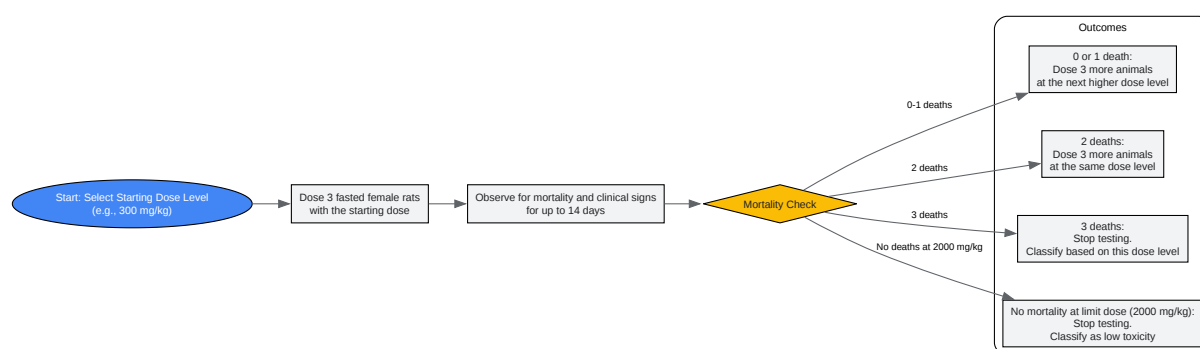 Start: Select Starting Dose Level
(e.g., 300 mg/kg)
Dose 3 fasted female rats
with the starting dose
Observe for mortality and clinical signs
for up to 14 days
Mortality Check
0-1 deaths
2 deaths
3 deaths
No deaths at 2000 mg/kg
Outcomes
0 or 1 death:
Dose 3 more animals
at the next higher dose level
2 deaths:
Dose 3 more animals
at the same dose level
3 deaths:
Stop testing.
Classify based on this dose level
No mortality at limit dose (2000 mg/kg):
Stop testing.
Classify as low toxicity